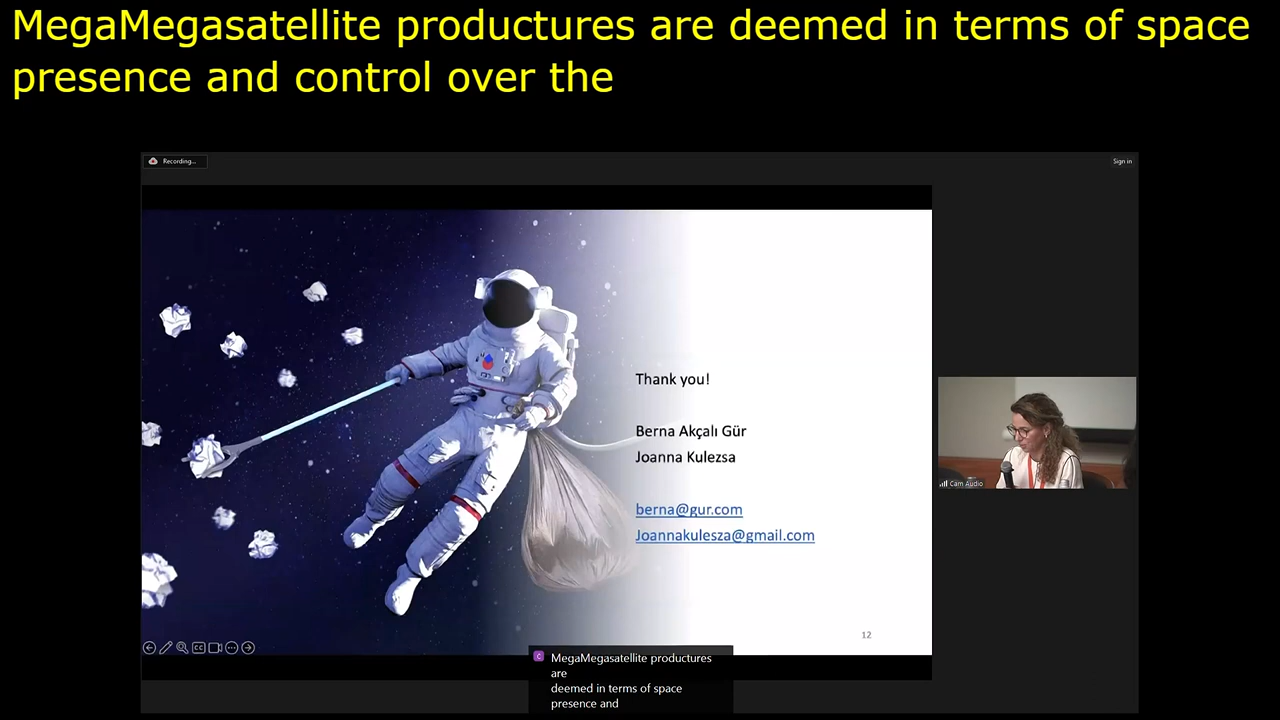 MegaMegasatellite productures are deemed in terms of space
presence and control over the
Recording...
Sign in
Thank you!
Berna Akçalı Gür
Joanna Kulezsa
berna@gur.com
Joannakulesza@gmail.com
Cam Audio
12
CC
C
MegaMegasatellite productures
are
deemed in terms of space
presence and